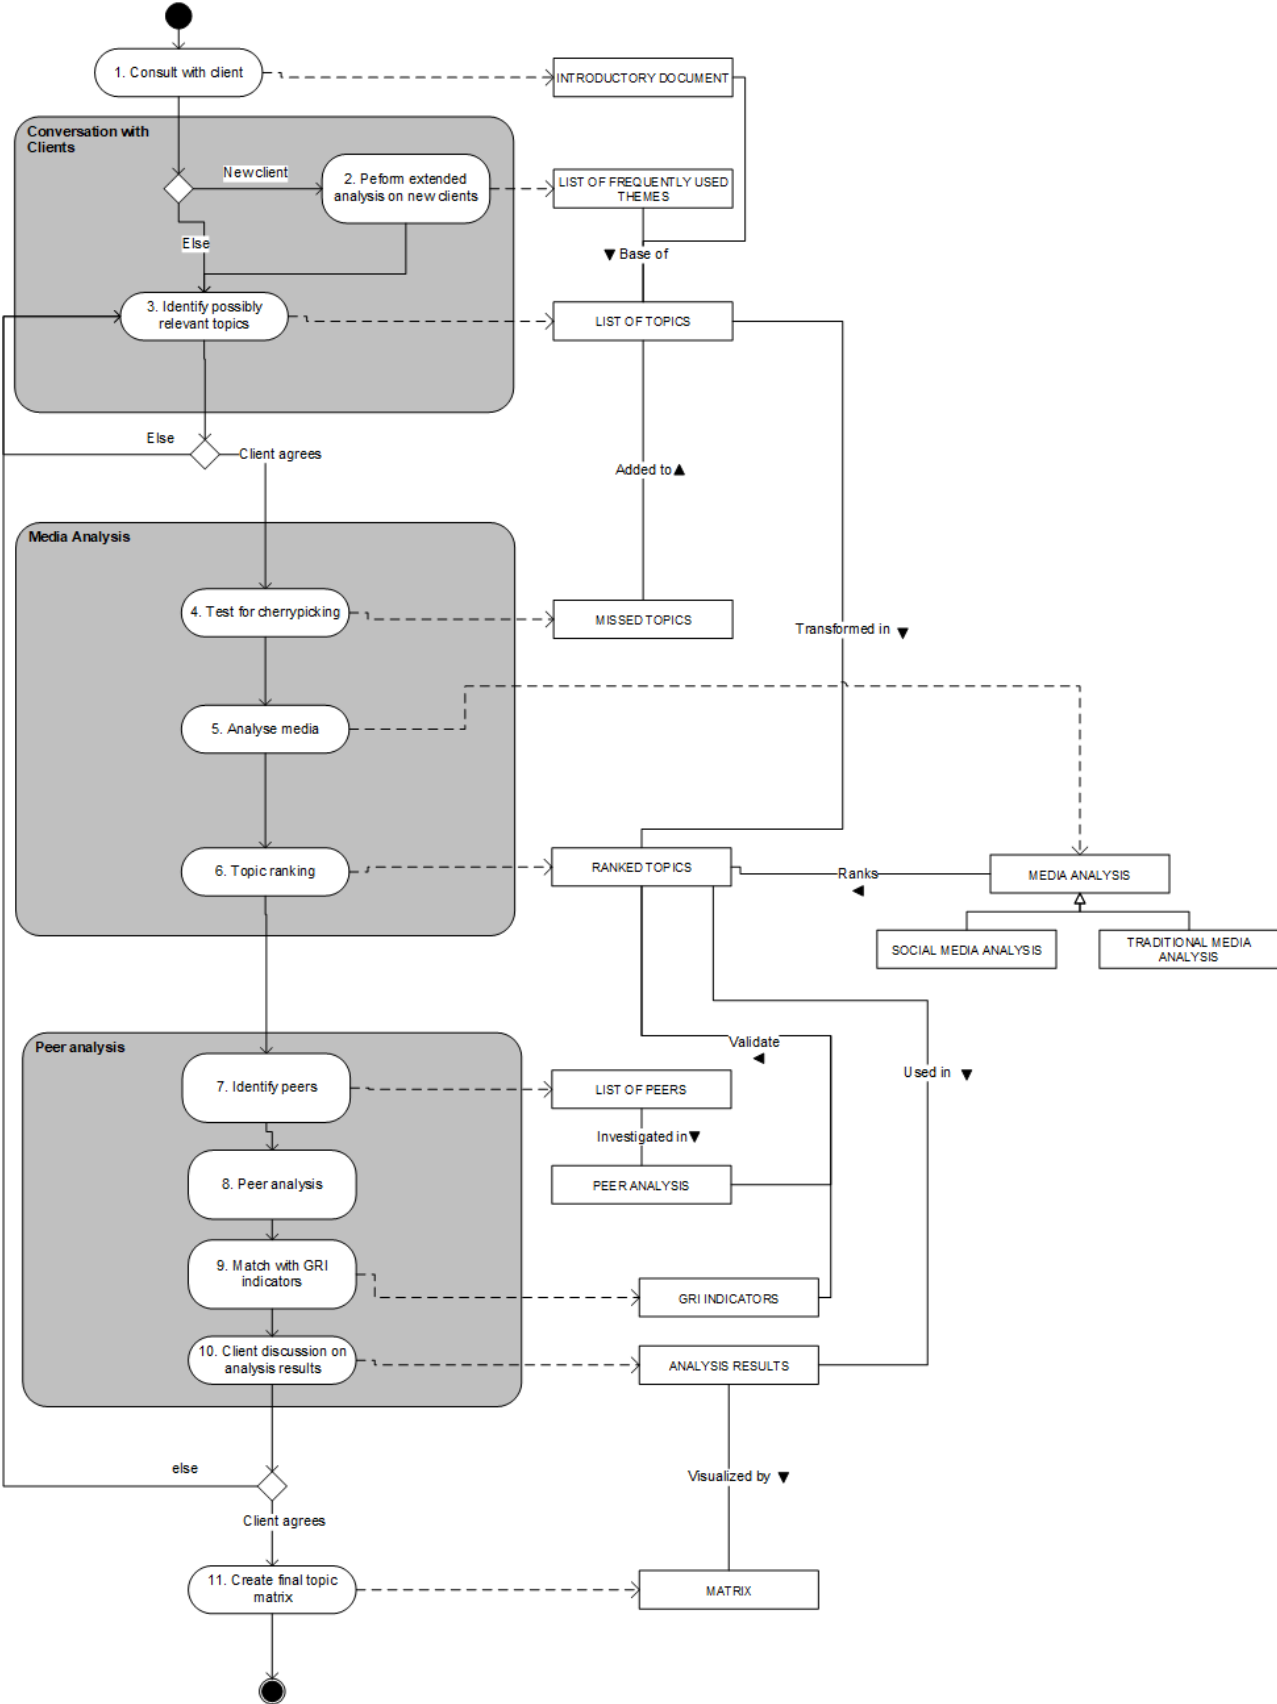 1. Consult with client
INTRODUCTORY DOCUMENT
Conversation with
Clients
New client
2. Peform extended
analysis on new clients
LIST OF FREQUENTLY USED
THEMES
Else
▼ Base of
3. Identify possibly
relevant topics
LIST OF TOPICS
Else
Client agrees
Added to ▲
Media Analysis
4. Test for cherrypicking
MISSED TOPICS
Transformed in ▼
5. Analyse media
6. Topic ranking
RANKED TOPICS
Ranks
◄
MEDIA ANALYSIS
SOCIAL MEDIA ANALYSIS
TRADITIONAL MEDIA
ANALYSIS
Peer analysis
Validate
◄
Used in ▼
7. Identify peers
LIST OF PEERS
Investigated in ▼
8. Peer analysis
PEER ANALYSIS
9. Match with GRI
indicators
GRI INDICATORS
10. Client discussion on
analysis results
ANALYSIS RESULTS
else
Visualized by ▼
Client agrees
11. Create final topic
matrix
MATRIX